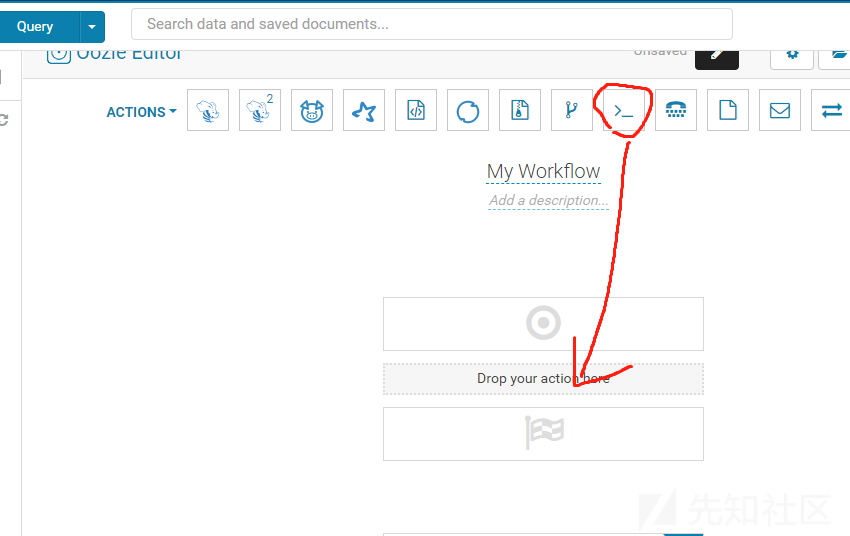 Query
Search data and saved documents...
Oozie Editor
Unsaved
ACTIONS
2
My Workflow
Add a description...
Drop your action here
先知社区